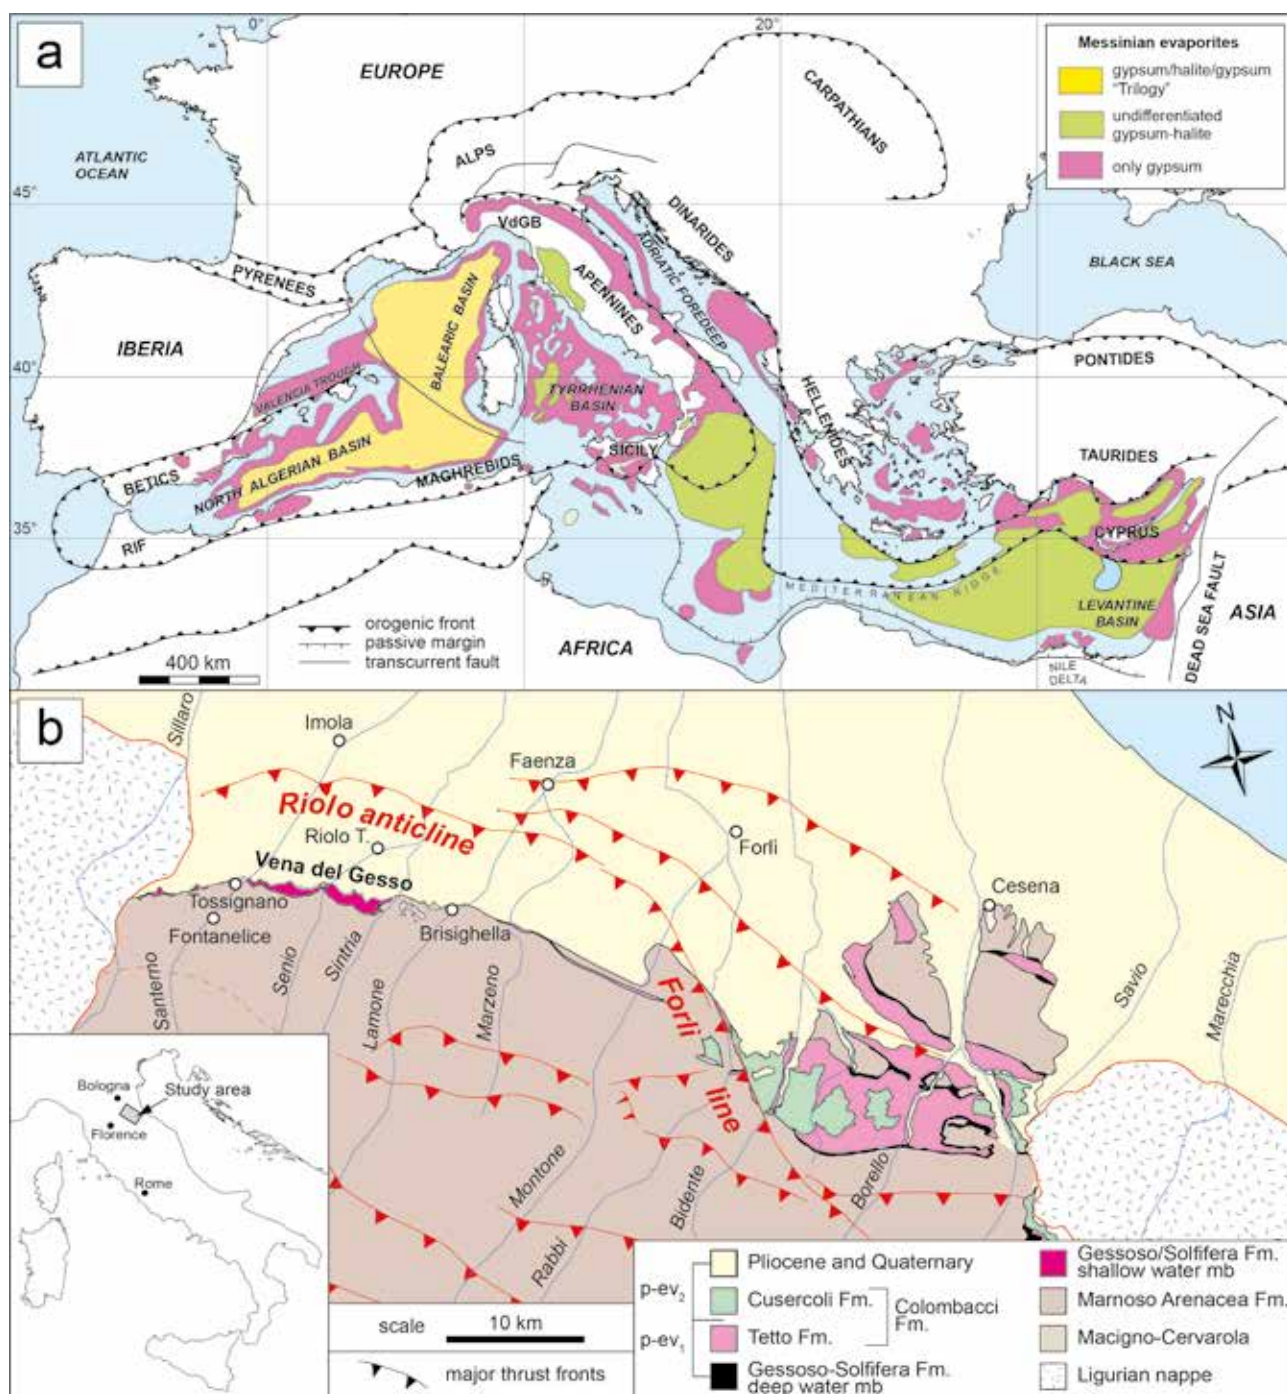 a
0°
20°
Messinian evaporites
gypsum/halite/gypsum
"Trilogy"
undifferentiated
gypsum-halite
only gypsum
EUROPE
CARPATHIANS
ATLANTIC
OCEAN
ALPS
45°
VdGB
DINARIDES
ADRIATIC FOREDEEP
APENNINES
BLACK SEA
PYRENEES
BALEARIC BASIN
IBERIA
40°
PONTIDES
VALENCIA TROUGH
TYRRHENIAN
BASIN
HELLENIDES
SICILY
TAURIDES
BETICS
NORTH ALGERIAN BASIN
MAGHREBIDS
35°
CYPRUS
RIF
MEDITERRANEAN RIDGE
LEVANTINE
BASIN
DEAD SEA FAULT
ASIA
AFRICA
orogenic front
passive margin
transcurrent fault
400 km
NILE
DELTA
b
Sillaro
Imola
N
Faenza
Riolo anticline
Riolo T.
Forlì
Vena del Gesso
Cesena
Tossignano
Fontanelice
Brisighella
Santerno
Senio
Sintria
Lamone
Marzeno
Savio
Marecchia
Forlì
line
Bologna
Study area
Florence
Rome
Montone
Rabbi
Bidente
Borello
scale
10 km
major thrust fronts
p-ev2
p-ev1
Pliocene and Quaternary
Cusercoli Fm.
Tetto Fm.
Colombacci
Fm.
Gessoso-Solfifera Fm.
deep water mb
Gessoso/Solfifera Fm.
shallow water mb
Marnoso Arenacea Fm.
Macigno-Cervarola
Ligurian nappe